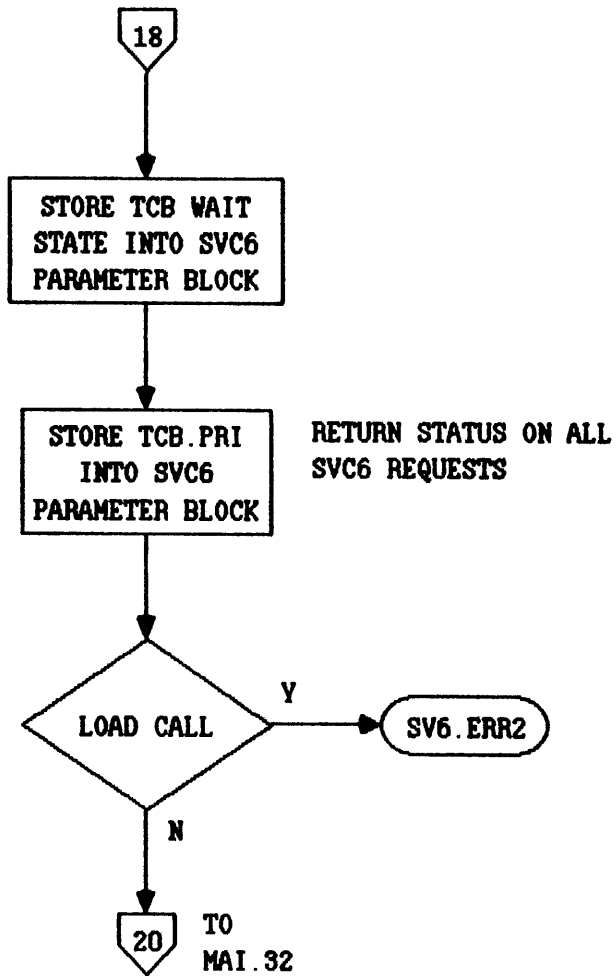 18
STORE TCB WAIT
STATE INTO SVC6
PARAMETER BLOCK
STORE TCB.PRI
INTO SVC6
PARAMETER BLOCK
RETURN STATUS ON ALL
SVC6 REQUESTS
LOAD CALL
Y
SV6.ERR2
N
20
TO
MAI.32